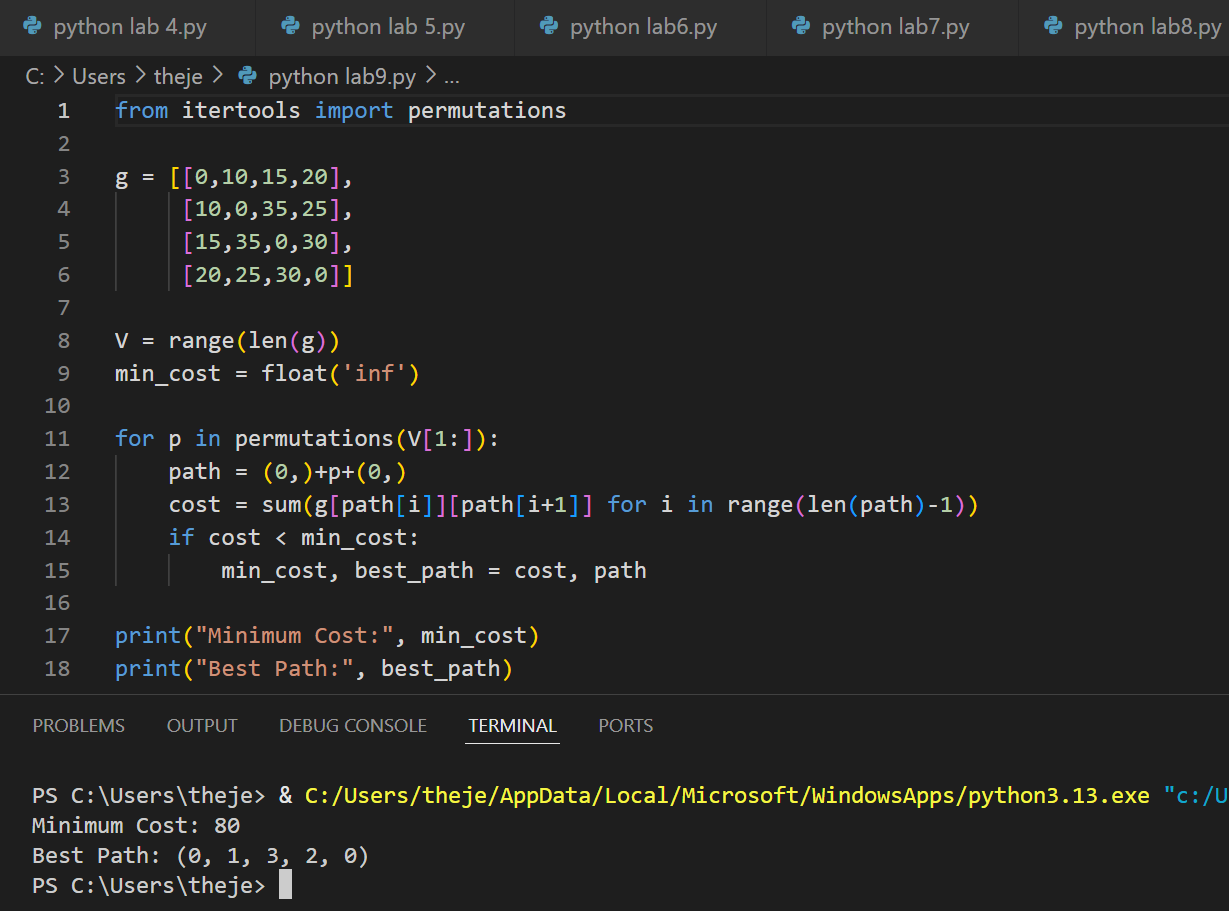 python lab 4.py python lab 5.py python lab6.py python lab7.py python lab8.py
C: > Users > theje > python lab9.py > ...
1 from itertools import permutations
2
3 g = [[0,10,15,20],
4      [10,0,35,25],
5      [15,35,0,30],
6      [20,25,30,0]]
7
8 V = range(len(g))
9 min_cost = float('inf')
10
11 for p in permutations(V[1:]):
12     path = (0,)+p+(0,)
13     cost = sum(g[path[i]][path[i+1]] for i in range(len(path)-1))
14     if cost < min_cost:
15         min_cost, best_path = cost, path
16
17 print("Minimum Cost:", min_cost)
18 print("Best Path:", best_path)
PROBLEMS OUTPUT DEBUG CONSOLE TERMINAL PORTS
PS C:\Users\theje> & C:/Users/theje/AppData/Local/Microsoft/WindowsApps/python3.13.exe "c:/U
Minimum Cost: 80
Best Path: (0, 1, 3, 2, 0)
PS C:\Users\theje>